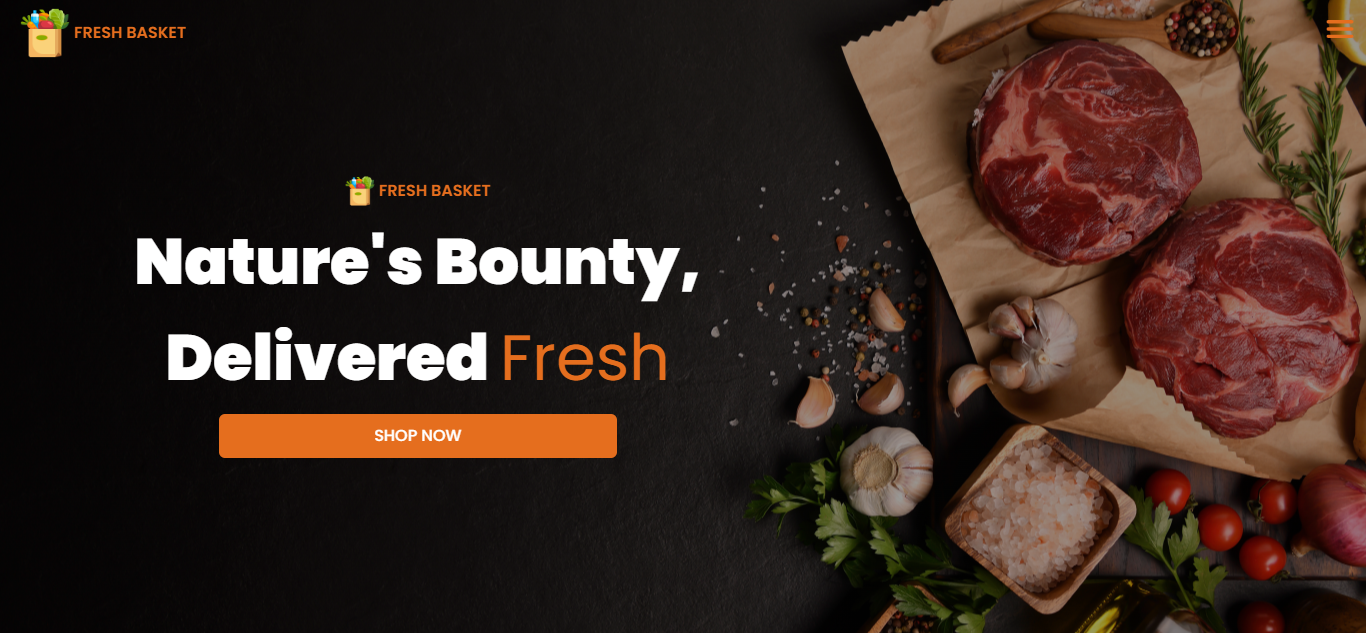 FRESH BASKET
FRESH BASKET
Nature's Bounty,
Delivered Fresh
SHOP NOW